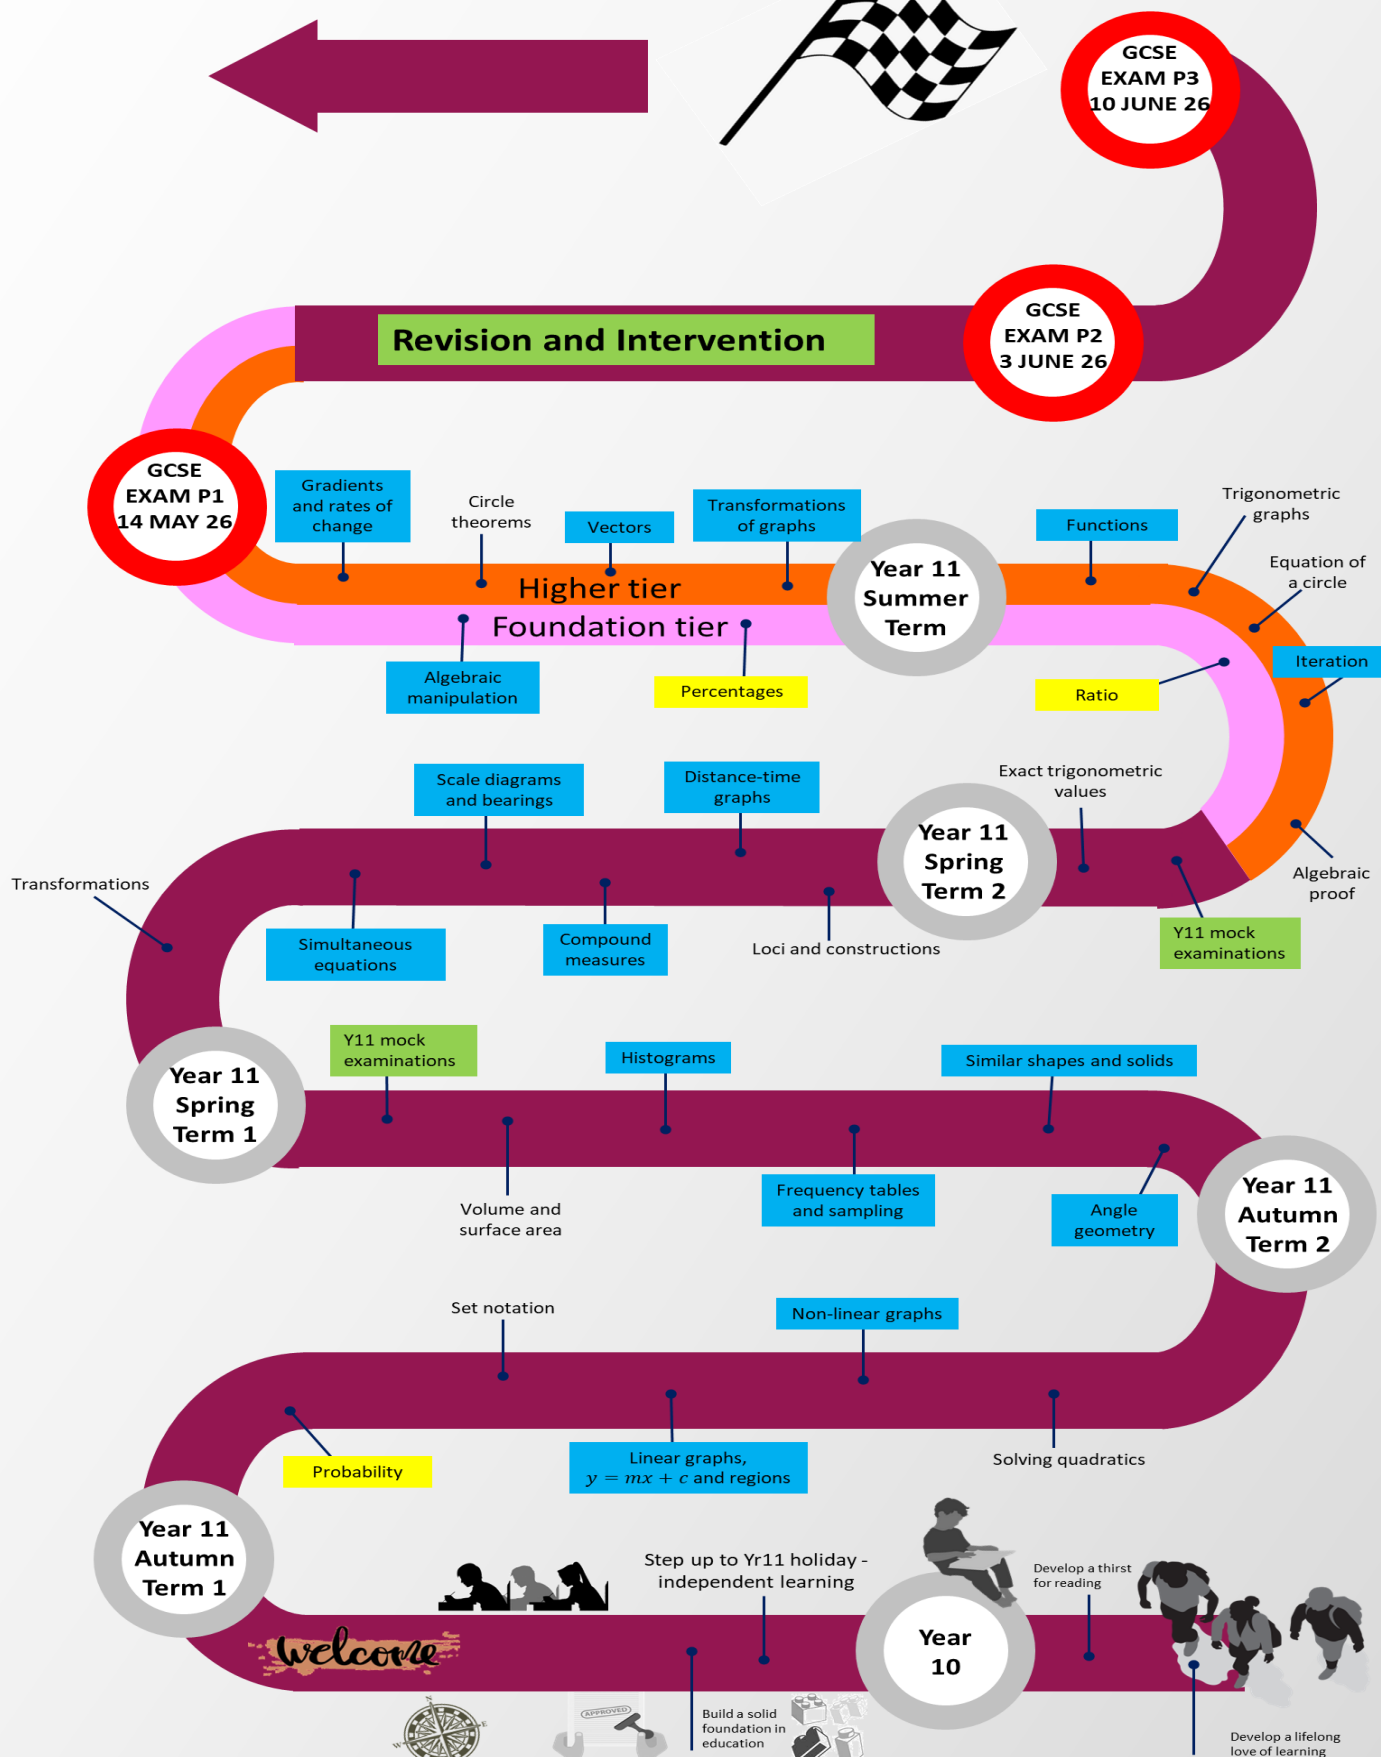 GCSE
EXAM P3
10 JUNE 26
Revision and Intervention
GCSE
EXAM P2
3 JUNE 26
GCSE
EXAM P1
14 MAY 26
Gradients
and rates of
change
Circle
theorems
Vectors
Transformations
of graphs
Functions
Trigonometric
graphs
Equation of
a circle
Iteration
Higher tier
Foundation tier
Year 11
Summer
Term
Algebraic
manipulation
Percentages
Ratio
Scale diagrams
and bearings
Distance-time
graphs
Exact trigonometric
values
Year 11
Spring
Term 2
Algebraic
proof
Transformations
Simultaneous
equations
Compound
measures
Loci and constructions
Y11 mock
examinations
Y11 mock
examinations
Histograms
Similar shapes and solids
Year 11
Spring
Term 1
Volume and
surface area
Frequency tables
and sampling
Angle
geometry
Year 11
Autumn
Term 2
Set notation
Non-linear graphs
Probability
Linear graphs,
y = mx + c and regions
Solving quadratics
Year 11
Autumn
Term 1
Step up to Yr11 holiday -
independent learning
Develop a thirst
for reading
welcome
Year
10
N
E
W
APPROVED
Build a solid
foundation in
education
Develop a lifelong
love of learning